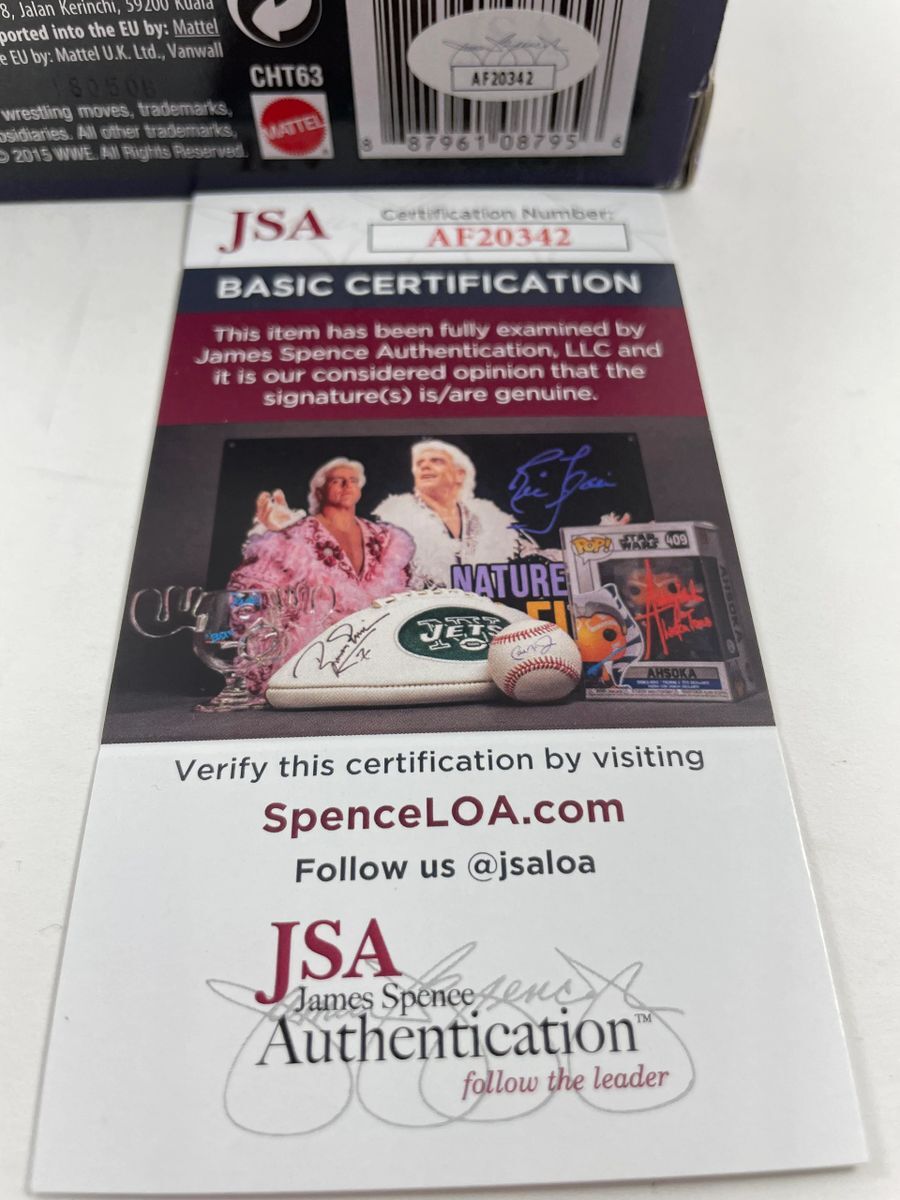 8, Jalan Kerinchi, 59200 Kuala
ported into the EU by: Mattel
e EU by: Mattel U.K. Ltd., Vanwall
wrestling moves, trademarks,
bsidiaries. All other trademarks,
© 2015 WWE. All Rights Reserved.
CHT63
MATTEL
JSA
AF20342
8 87961 08795 6
JSA
Certification Number:
AF20342
BASIC CERTIFICATION
This item has been fully examined by
James Spence Authentication, LLC and
it is our considered opinion that the
signature(s) is/are genuine.
NATURE
JETS
POP!
STAR WARS
409
AHSOKA
AHSOKA
Verify this certification by visiting
SpenceLOA.com
Follow us @jsaloa
JSA
James Spence
Authentication™
follow the leader